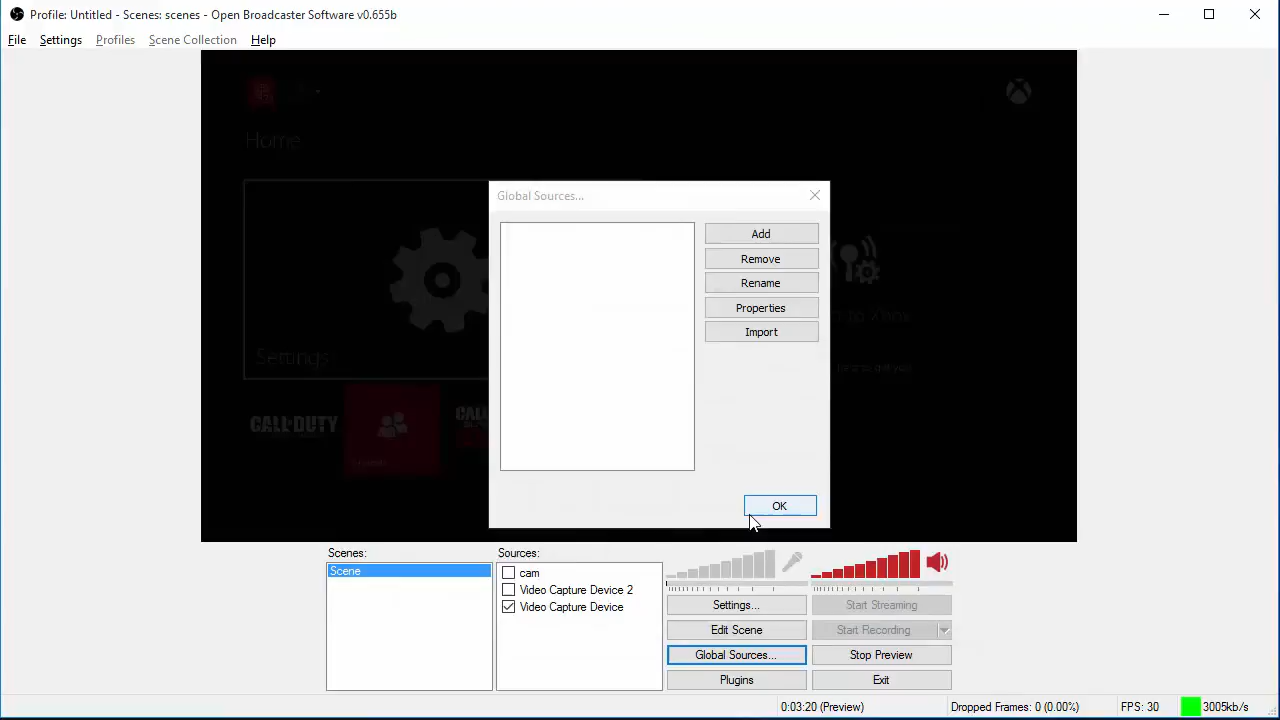 Profile: Untitled - Scenes: scenes - Open Broadcaster Software v0.655b
File Settings Profiles Scene Collection Help
Home
Global Sources...
Add
Remove
Rename
Properties
Import
Settings
CALL OF DUTY
OK
Scenes:
Scene
Sources:
cam
Video Capture Device 2
Video Capture Device
Settings...
Start Streaming
Edit Scene
Start Recording
Global Sources...
Stop Preview
Plugins
Exit
0:03:20 (Preview)
Dropped Frames: 0 (0.00%)
FPS: 30
3005kb/s